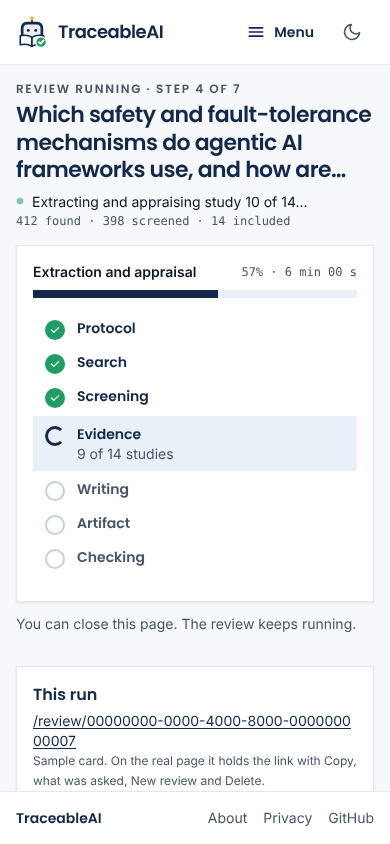 TraceableAI
Menu
REVIEW RUNNING · STEP 4 OF 7
Which safety and fault-tolerance
mechanisms do agentic AI
frameworks use, and how are...
Extracting and appraising study 10 of 14...
412 found · 398 screened · 14 included
Extraction and appraisal
57% · 6 min 00 s
Protocol
Search
Screening
Evidence
9 of 14 studies
Writing
Artifact
Checking
You can close this page. The review keeps running.
This run
/review/00000000-0000-4000-8000-0000000
00007
Sample card. On the real page it holds the link with Copy,
what was asked, New review and Delete.
TraceableAI
About
Privacy
GitHub